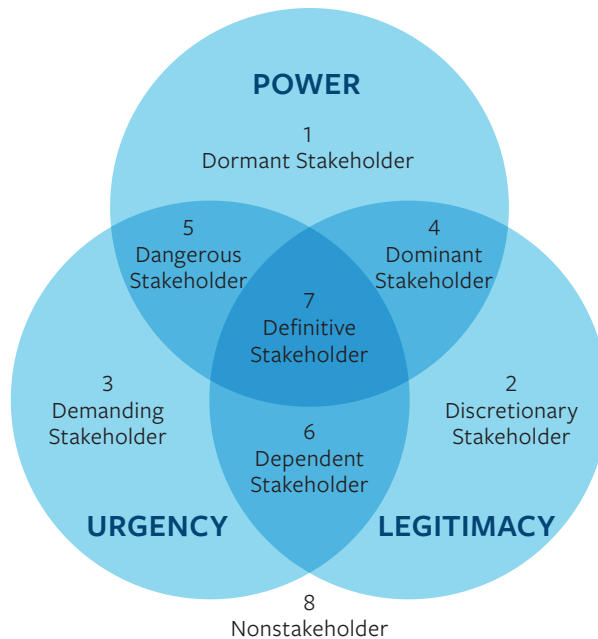 POWER
1
Dormant Stakeholder
5
Dangerous
Stakeholder
4
Dominant
Stakeholder
7
Definitive
Stakeholder
3
Demanding
Stakeholder
2
Discretionary
Stakeholder
6
Dependent
Stakeholder
URGENCY
LEGITIMACY
8
Nonstakeholder